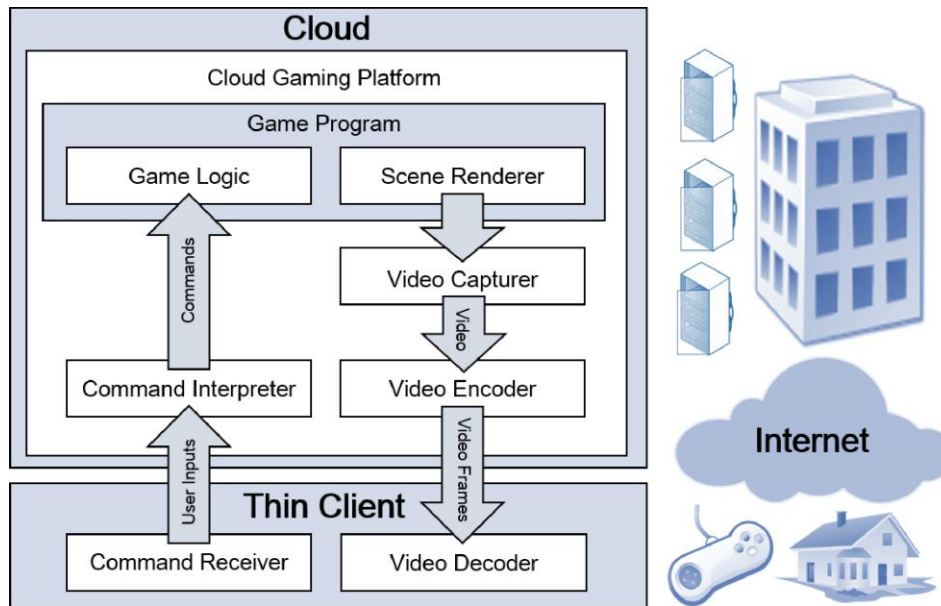 Cloud
Cloud Gaming Platform
Game Program
Game Logic
Scene Renderer
Commands
Video Capturer
Video
Command Interpreter
Video Encoder
User Inputs
Video Frames
Thin Client
Command Receiver
Video Decoder
Internet